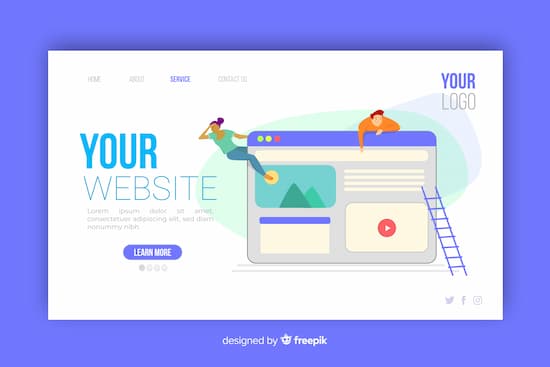 HOME ABOUT SERVICE CONTACT US
YOUR
LOGO
YOUR
WEBSITE
Lorem ipsum dolor sit amet,
consectetuer adipiscing elit, sed diam
nonummy nibh
LEARN MORE
designed by freepik